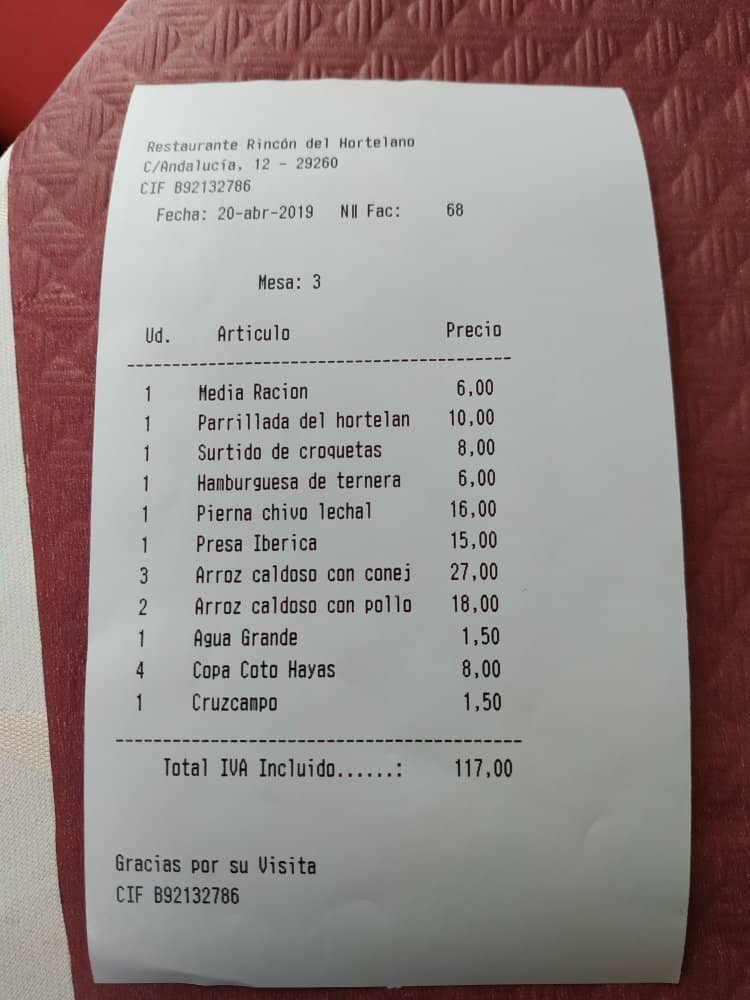 Restaurante Rincón del Hortelano
C/Andalucía, 12 - 29260
CIF B92132786
Fecha: 20-abr-2019 Nº Fac: 68
Mesa: 3
Ud. Articulo Precio
1 Media Racion 6,00
1 Parrillada del hortelan 10,00
1 Surtido de croquetas 8,00
1 Hamburguesa de ternera 6,00
1 Pierna chivo lechal 16,00
1 Presa Iberica 15,00
3 Arroz caldoso con conej 27,00
2 Arroz caldoso con pollo 18,00
1 Agua Grande 1,50
4 Copa Coto Hayas 8,00
1 Cruzcampo 1,50
Total IVA Incluido......: 117,00
Gracias por su Visita
CIF B92132786